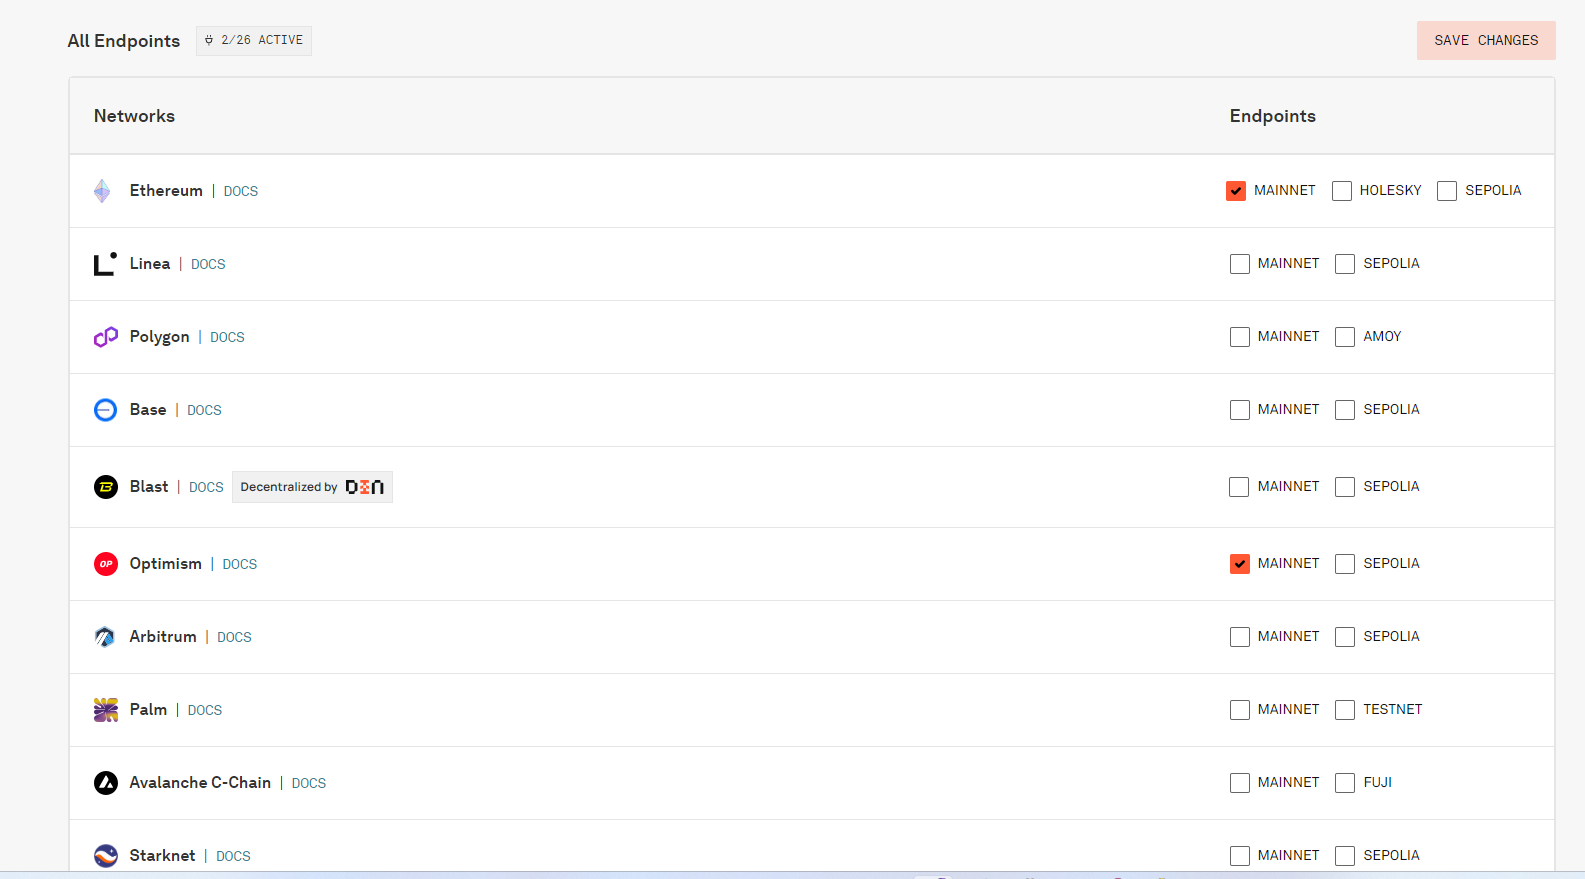 All Endpoints 2/26 ACTIVE SAVE CHANGES
Networks Endpoints
Ethereum | DOCS MAINNET HOLESKY SEPOLIA
Linea | DOCS MAINNET SEPOLIA
Polygon | DOCS MAINNET AMOY
Base | DOCS MAINNET SEPOLIA
B Blast | DOCS Decentralized by DIN MAINNET SEPOLIA
OP Optimism | DOCS MAINNET SEPOLIA
Arbitrum | DOCS MAINNET SEPOLIA
Palm | DOCS MAINNET TESTNET
Avalanche C-Chain | DOCS MAINNET FUJI
Starknet | DOCS MAINNET SEPOLIA